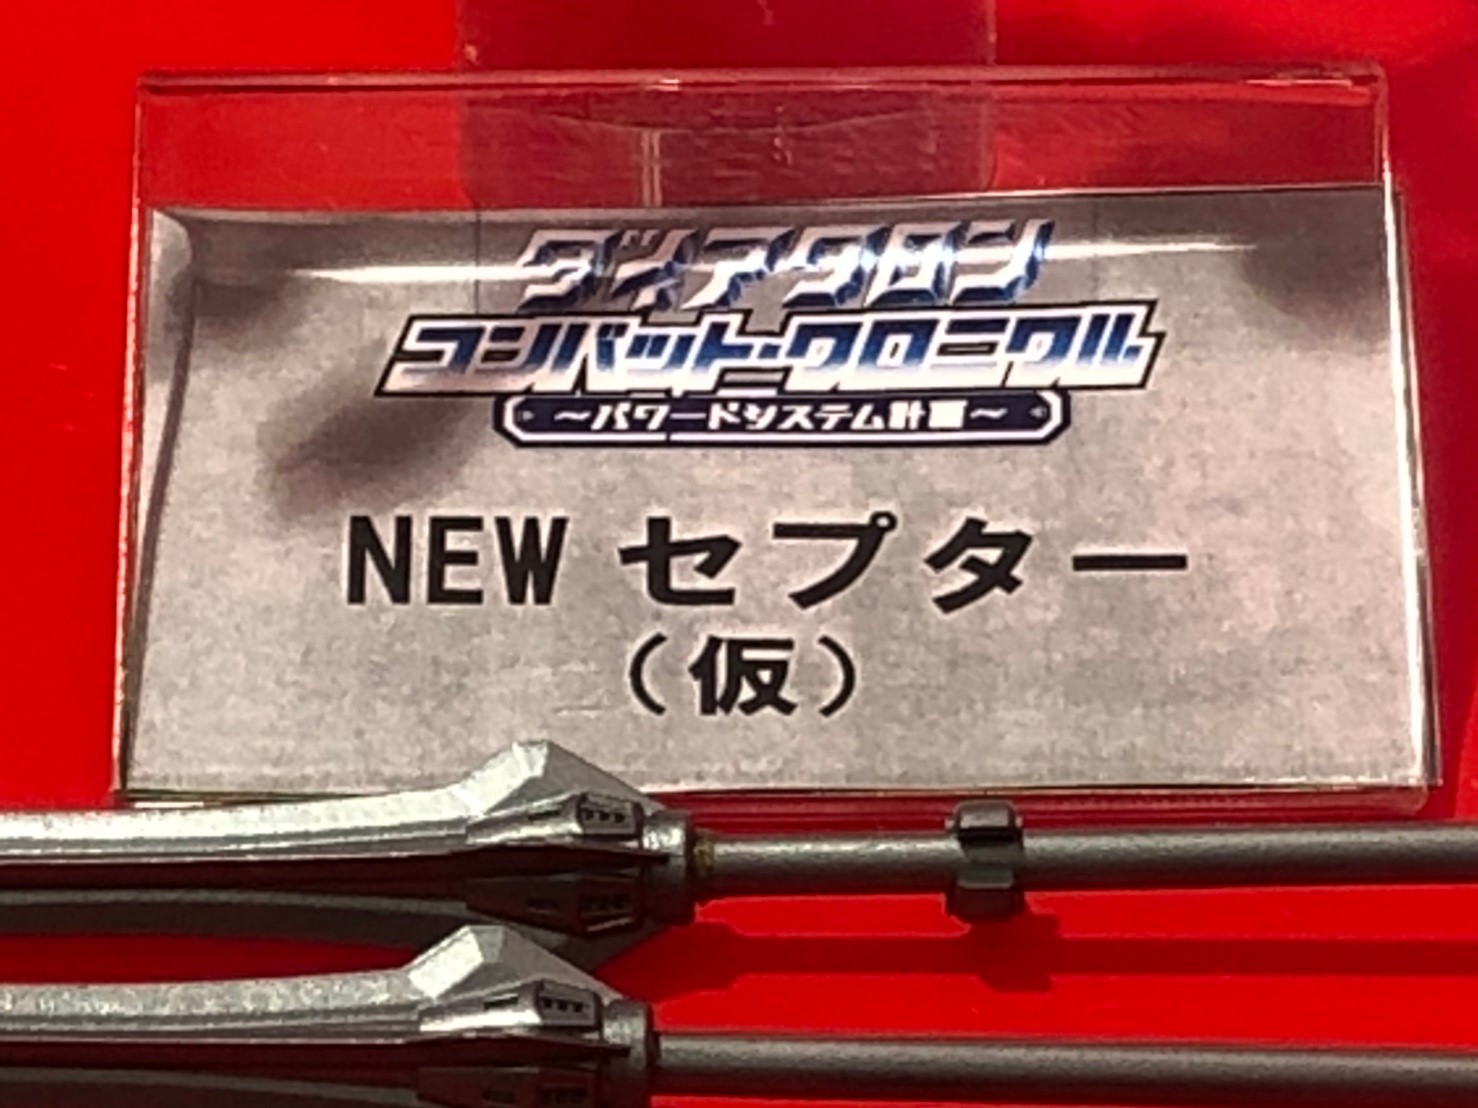 ダイアクロン
コンバット・クロニクル
～パワードシステム計画～
NEW セプター
（仮）